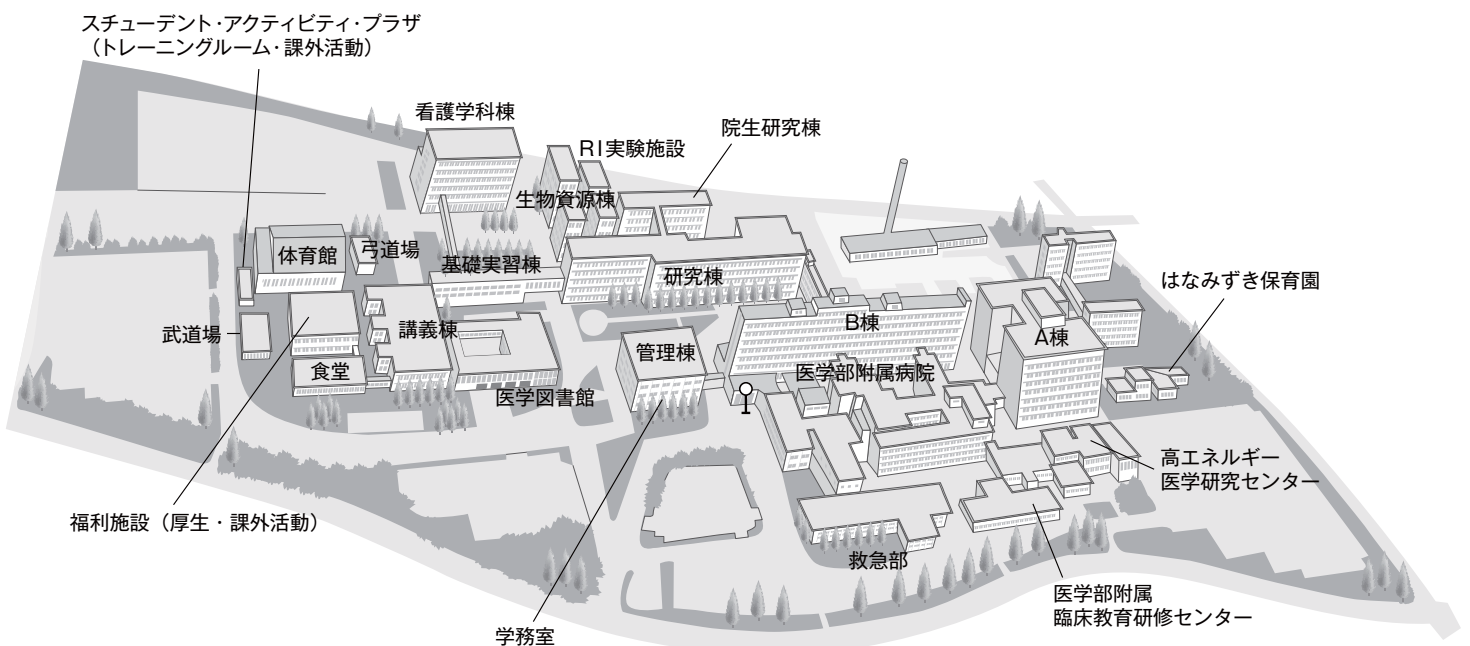 スチューデント・アクティビティ・プラザ
（トレーニングルーム・課外活動）
看護学科棟
院生研究棟
RI実験施設
生物資源棟
体育館
弓道場
基礎実習棟
研究棟
はなみずき保育園
武道場
講義棟
B棟
A棟
管理棟
食堂
医学部附属病院
医学図書館
高エネルギー
医学研究センター
福利施設（厚生・課外活動）
救急部
医学部附属
臨床教育研修センター
学務室